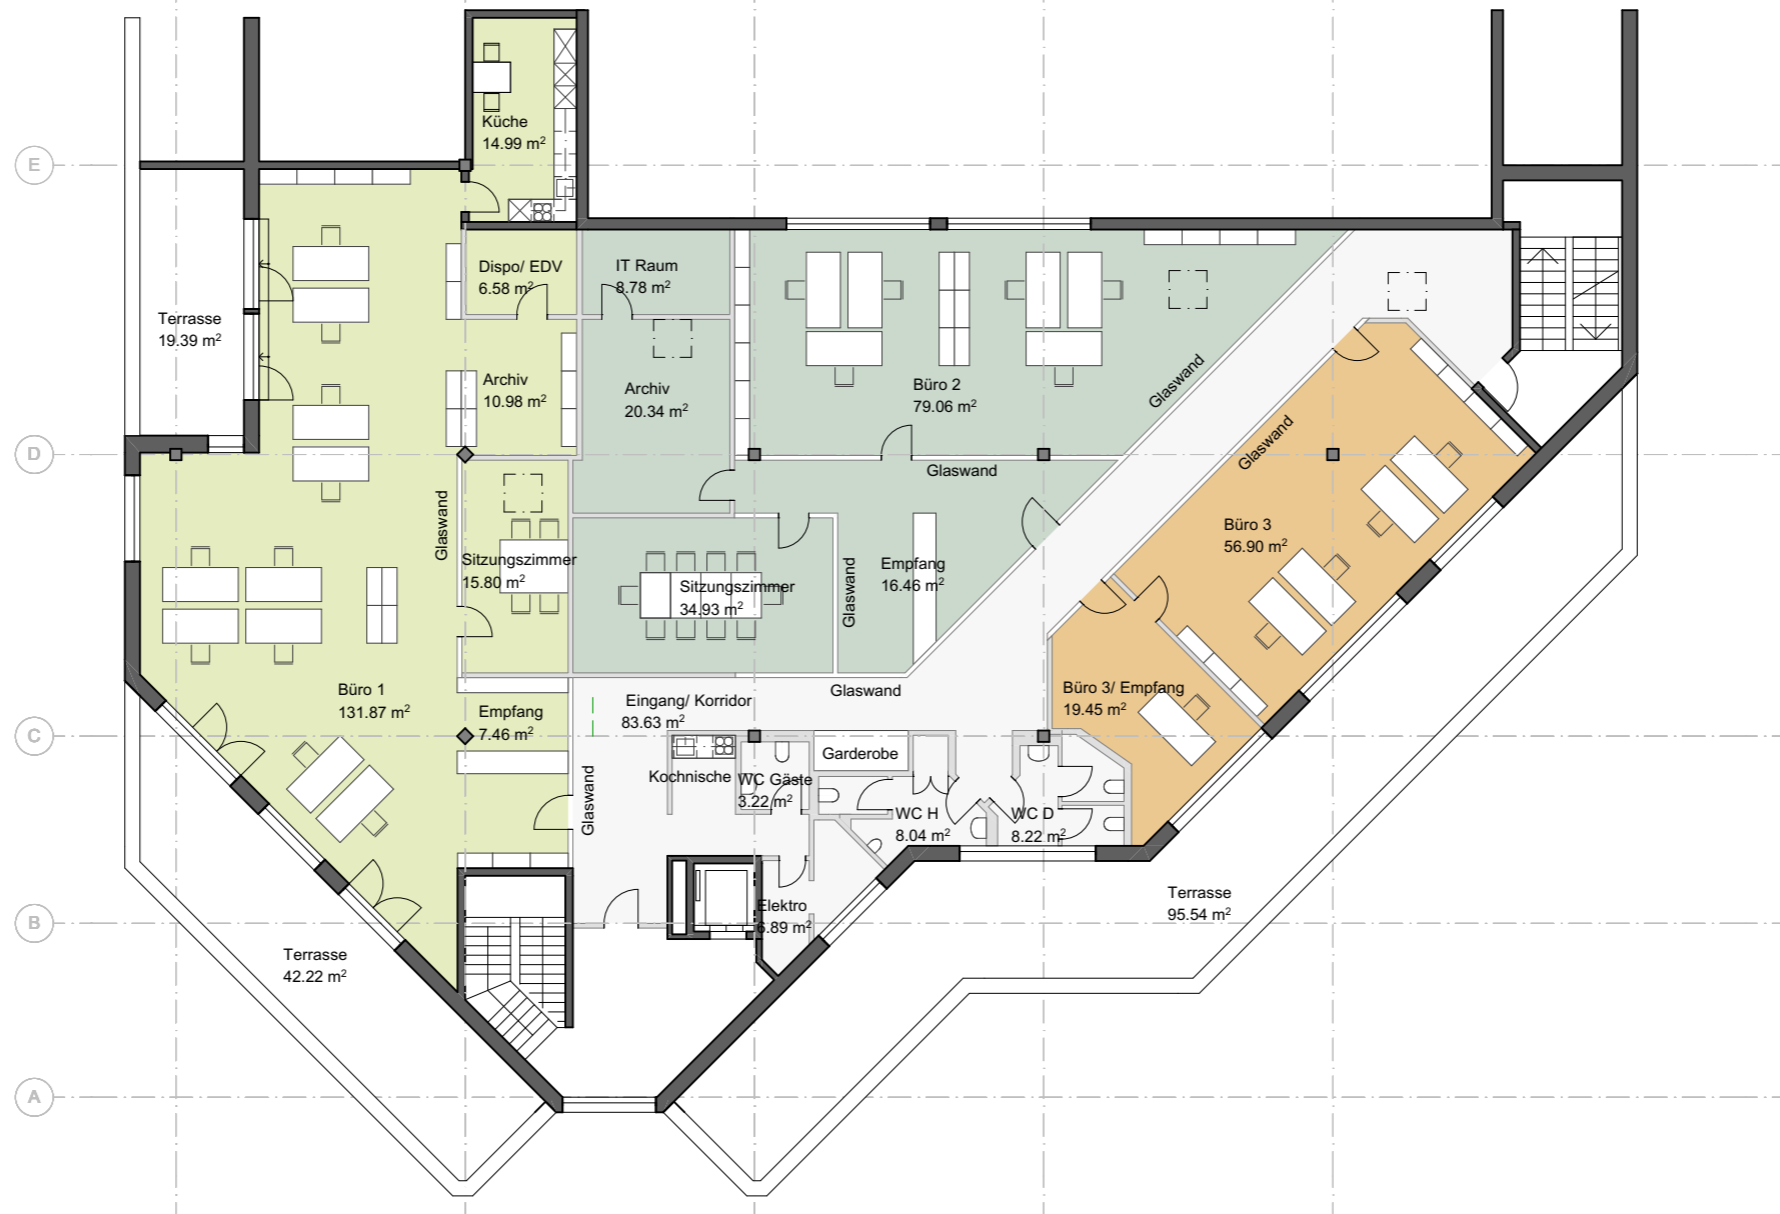 Küche
14.99 m²
E
Dispo/ EDV
6.58 m²
IT Raum
8.78 m²
Terrasse
19.39 m²
Archiv
10.98 m²
Archiv
20.34 m²
Büro 2
79.06 m²
Glaswand
Glaswand
D
Glaswand
Glaswand
Büro 3
56.90 m²
Sitzungszimmer
15.80 m²
Sitzungszimmer
34.93 m²
Glaswand
Empfang
16.46 m²
Büro 1
131.87 m²
Empfang
7.46 m²
Eingang/ Korridor
83.63 m²
Glaswand
Büro 3/ Empfang
19.45 m²
C
Glaswand
Kochnische
WC Gäste
3.22 m²
Garderobe
WC H
8.04 m²
WC D
8.22 m²
Elektro
6.89 m²
Terrasse
95.54 m²
B
Terrasse
42.22 m²
A